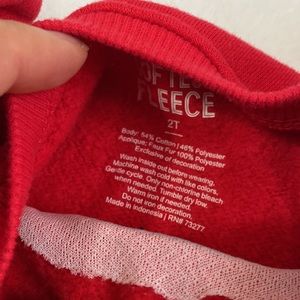 FLEECE
2T
Body: 54% Cotton | 46% Polyester
Applique: Faux Fur 100% Polyester
Exclusive of decoration
Wash inside out before wearing.
Machine wash cold with like colors,
Gentle cycle. Only non-chlorine bleach
when needed. Tumble dry low.
Warm iron if needed.
Do not iron decoration.
Made in Indonesia | RN# 73277